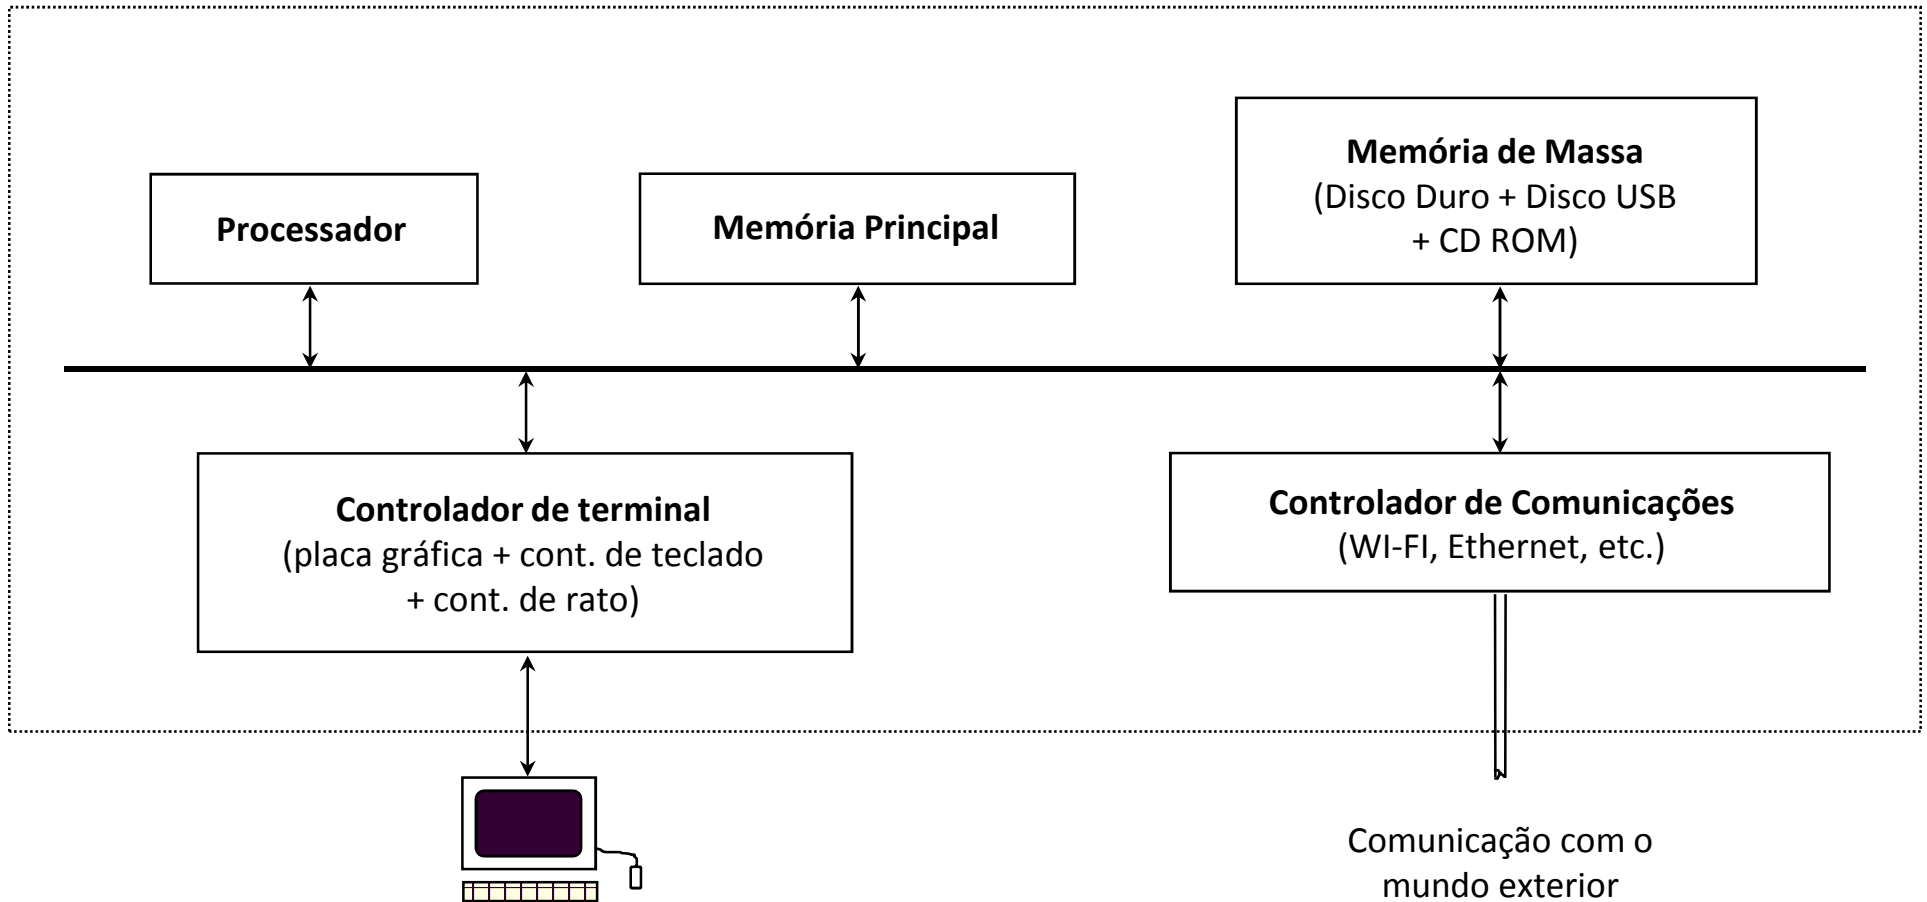 Processador
Memória Principal
Memória de Massa
(Disco Duro + Disco USB
+ CD ROM)
Controlador de terminal
(placa gráfica + cont. de teclado
+ cont. de rato)
Controlador de Comunicações
(WI-FI, Ethernet, etc.)
Comunicação com o
mundo exterior